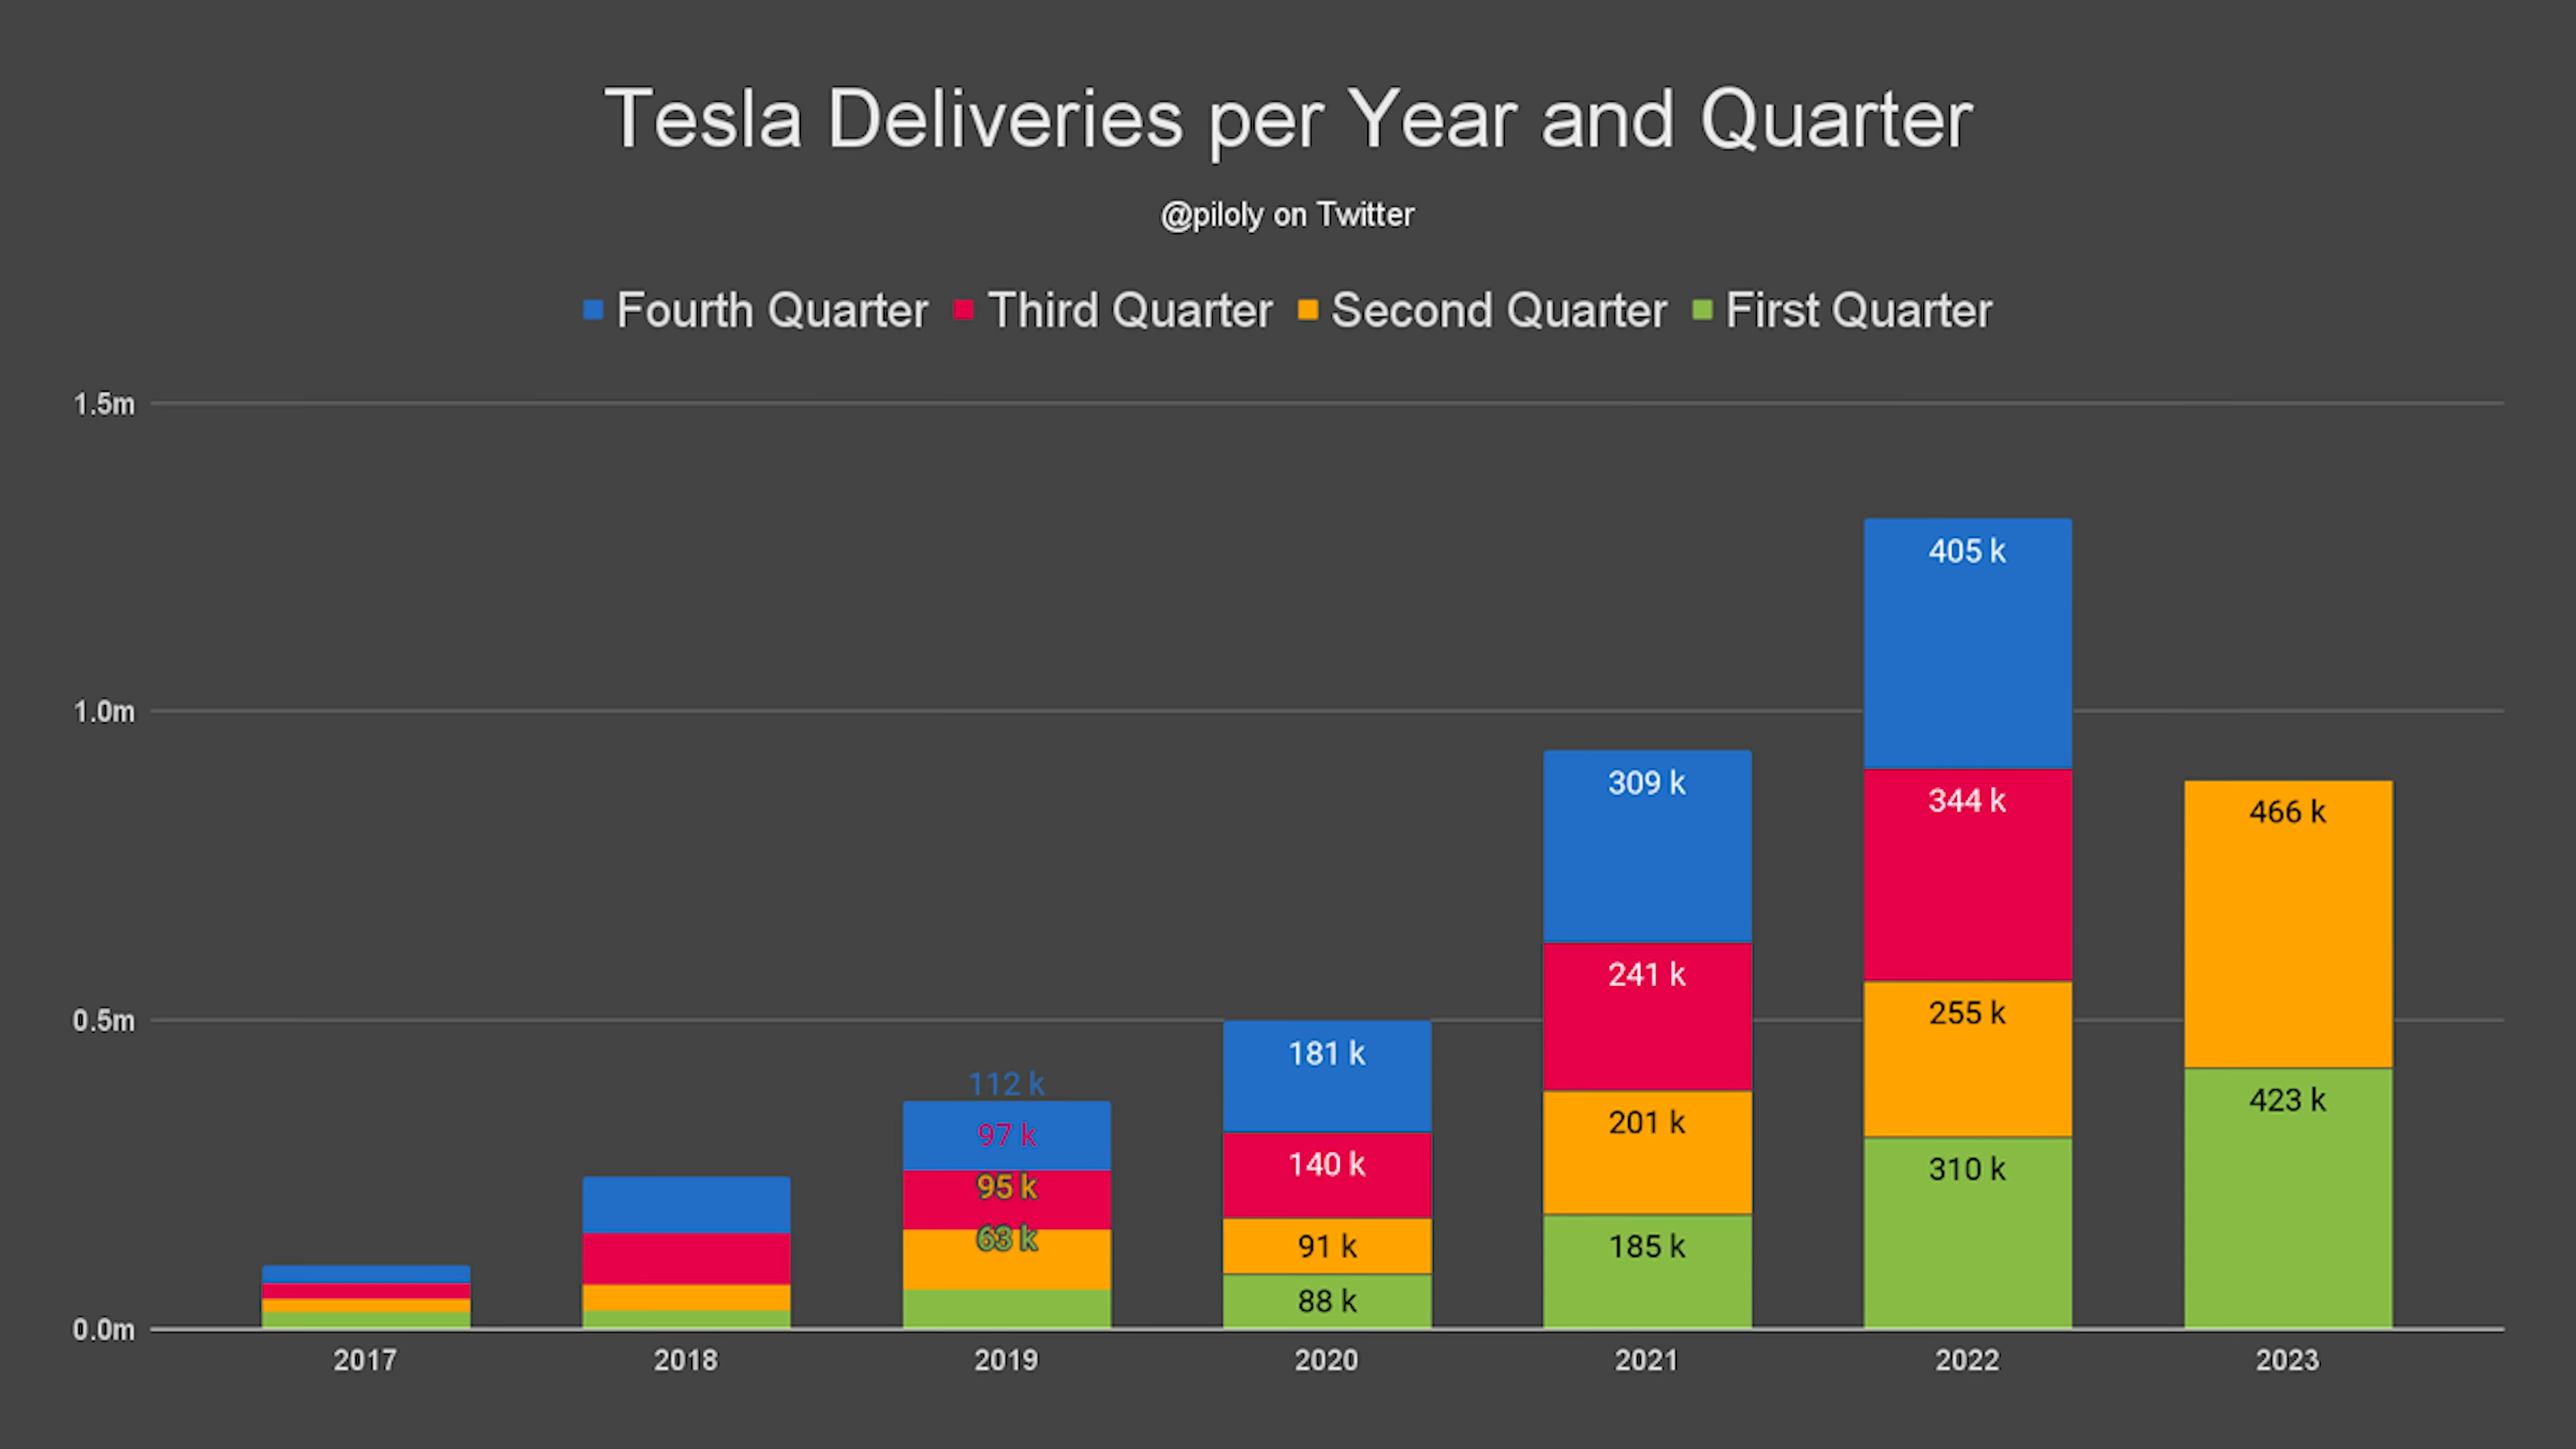 Tesla Deliveries per Year and Quarter
@piloly on Twitter
Fourth Quarter Third Quarter Second Quarter First Quarter
1.5m
1.0m
0.5m
0.0m
112 k
97 k
95 k
63 k
181 k
140 k
91 k
88 k
309 k
241 k
201 k
185 k
405 k
344 k
255 k
310 k
466 k
423 k
2017 2018 2019 2020 2021 2022 2023